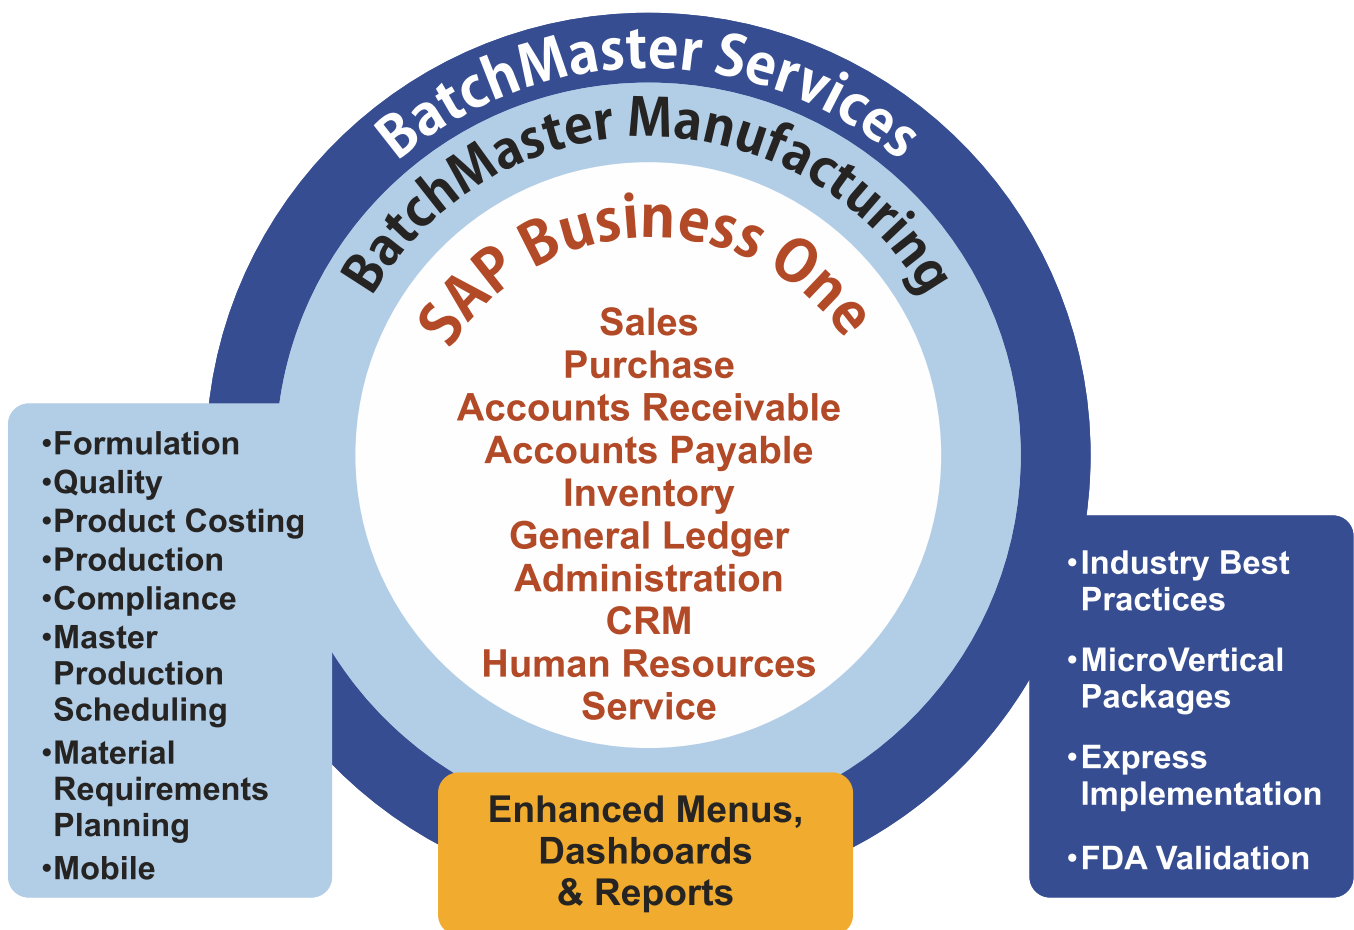 BatchMaster Services
BatchMaster Manufacturing
SAP Business One
Sales
Purchase
Accounts Receivable
Accounts Payable
Inventory
General Ledger
Administration
CRM
Human Resources
Service
•Formulation
•Quality
•Product Costing
•Production
•Compliance
•Master
Production
Scheduling
•Material
Requirements
Planning
•Mobile
Enhanced Menus,
Dashboards
& Reports
•Industry Best
Practices
•MicroVertical
Packages
•Express
Implementation
•FDA Validation